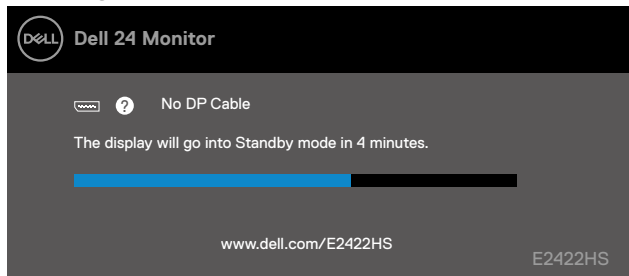 DELL
Dell 24 Monitor
? No DP Cable
The display will go into Standby mode in 4 minutes.
www.dell.com/E2422HS
E2422HS